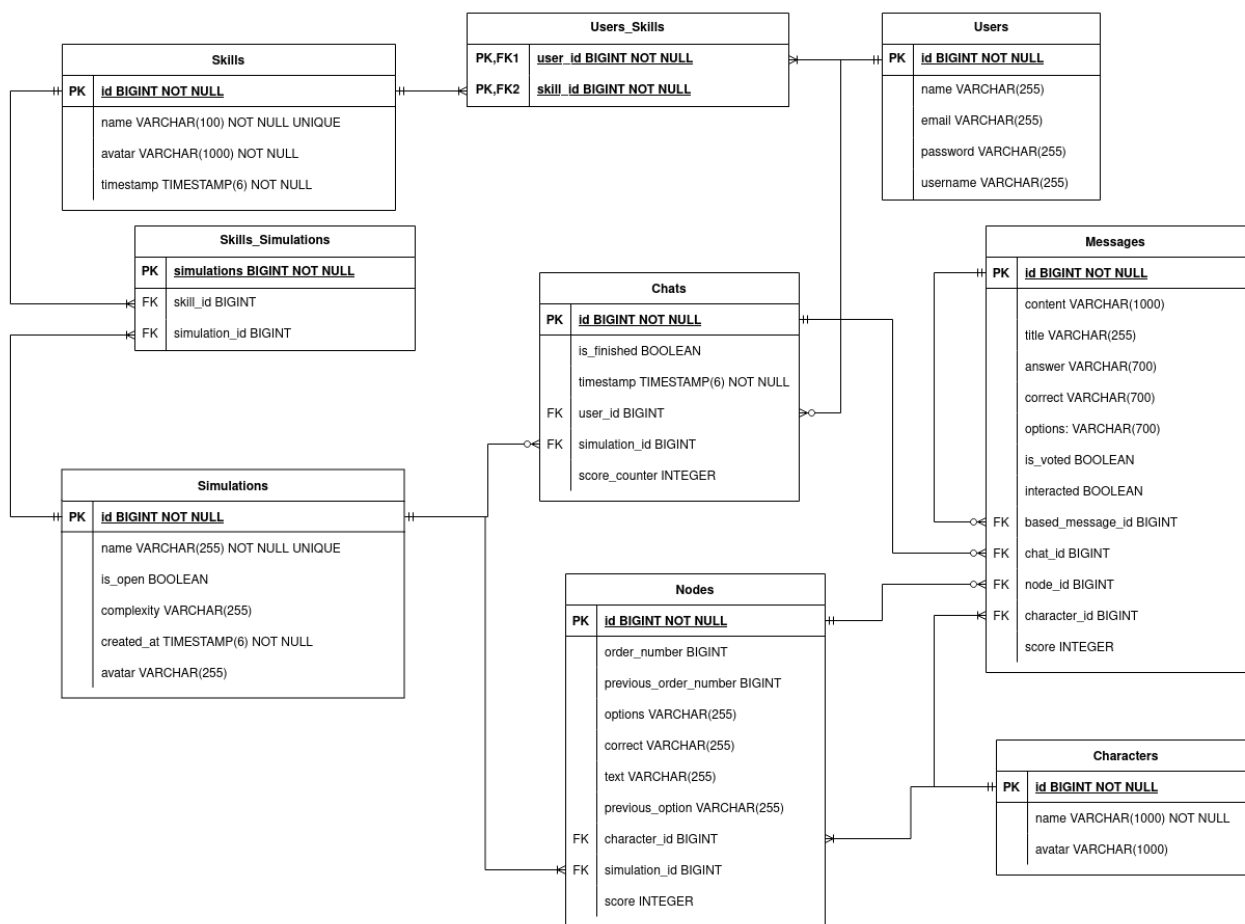 Skills
PK id BIGINT NOT NULL
name VARCHAR(100) NOT NULL UNIQUE
avatar VARCHAR(1000) NOT NULL
timestamp TIMESTAMP(6) NOT NULL
Users_Skills
PK,FK1 user_id BIGINT NOT NULL
PK,FK2 skill_id BIGINT NOT NULL
Users
PK id BIGINT NOT NULL
name VARCHAR(255)
email VARCHAR(255)
password VARCHAR(255)
username VARCHAR(255)
Skills_Simulations
PK simulations BIGINT NOT NULL
FK skill_id BIGINT
FK simulation_id BIGINT
Chats
PK id BIGINT NOT NULL
is_finished BOOLEAN
timestamp TIMESTAMP(6) NOT NULL
FK user_id BIGINT
FK simulation_id BIGINT
score_counter INTEGER
Messages
PK id BIGINT NOT NULL
content VARCHAR(1000)
title VARCHAR(255)
answer VARCHAR(700)
correct VARCHAR(700)
options: VARCHAR(700)
is_voted BOOLEAN
interacted BOOLEAN
FK based_message_id BIGINT
FK chat_id BIGINT
FK node_id BIGINT
FK character_id BIGINT
score INTEGER
Simulations
PK id BIGINT NOT NULL
name VARCHAR(255) NOT NULL UNIQUE
is_open BOOLEAN
complexity VARCHAR(255)
created_at TIMESTAMP(6) NOT NULL
avatar VARCHAR(255)
Nodes
PK id BIGINT NOT NULL
order_number BIGINT
previous_order_number BIGINT
options VARCHAR(255)
correct VARCHAR(255)
text VARCHAR(255)
previous_option VARCHAR(255)
FK character_id BIGINT
FK simulation_id BIGINT
score INTEGER
Characters
PK id BIGINT NOT NULL
name VARCHAR(1000) NOT NULL
avatar VARCHAR(1000)